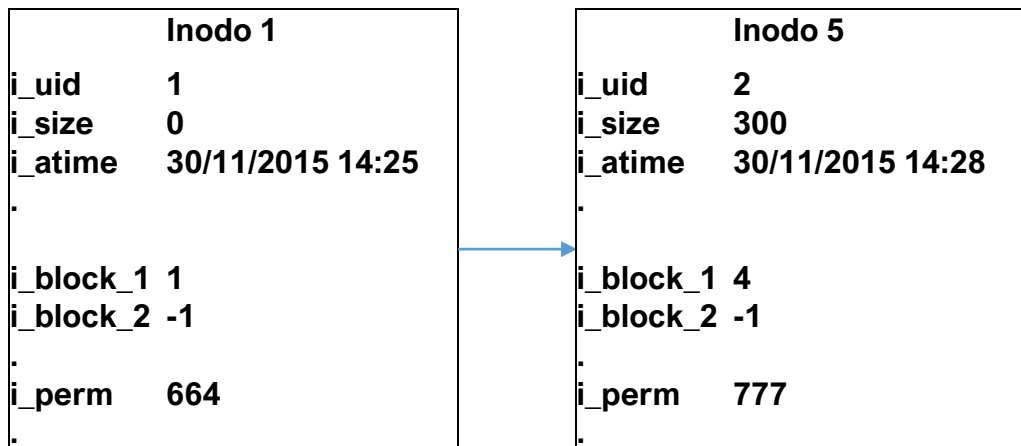 Inodo 1
i_uid 1
i_size 0
i_atime 30/11/2015 14:25
.
i_block_1 1
i_block_2 -1
.
i_perm 664
.
Inodo 5
i_uid 2
i_size 300
i_atime 30/11/2015 14:28
.
i_block_1 4
i_block_2 -1
.
i_perm 777
.